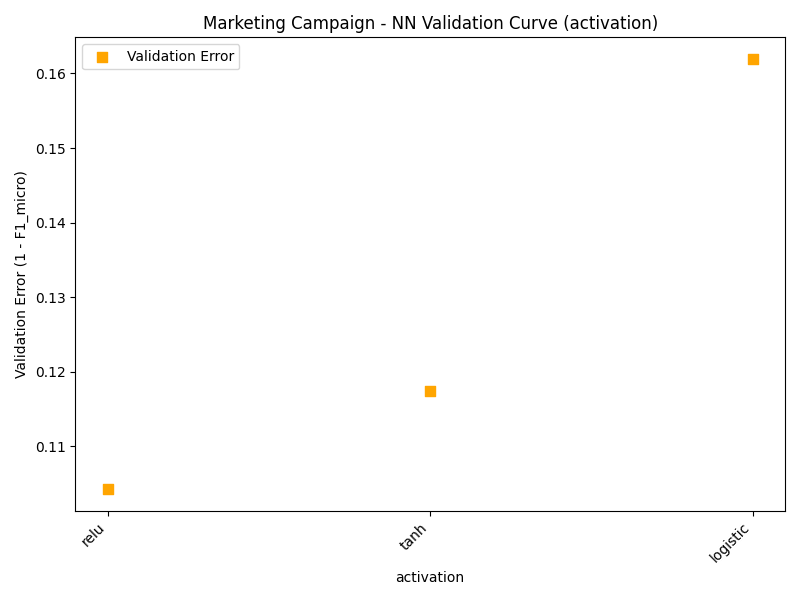 Marketing Campaign - NN Validation Curve (activation)
Validation Error
Validation Error (1 - F1_micro)
0.16
0.15
0.14
0.13
0.12
0.11
relu
tanh
logistic
activation